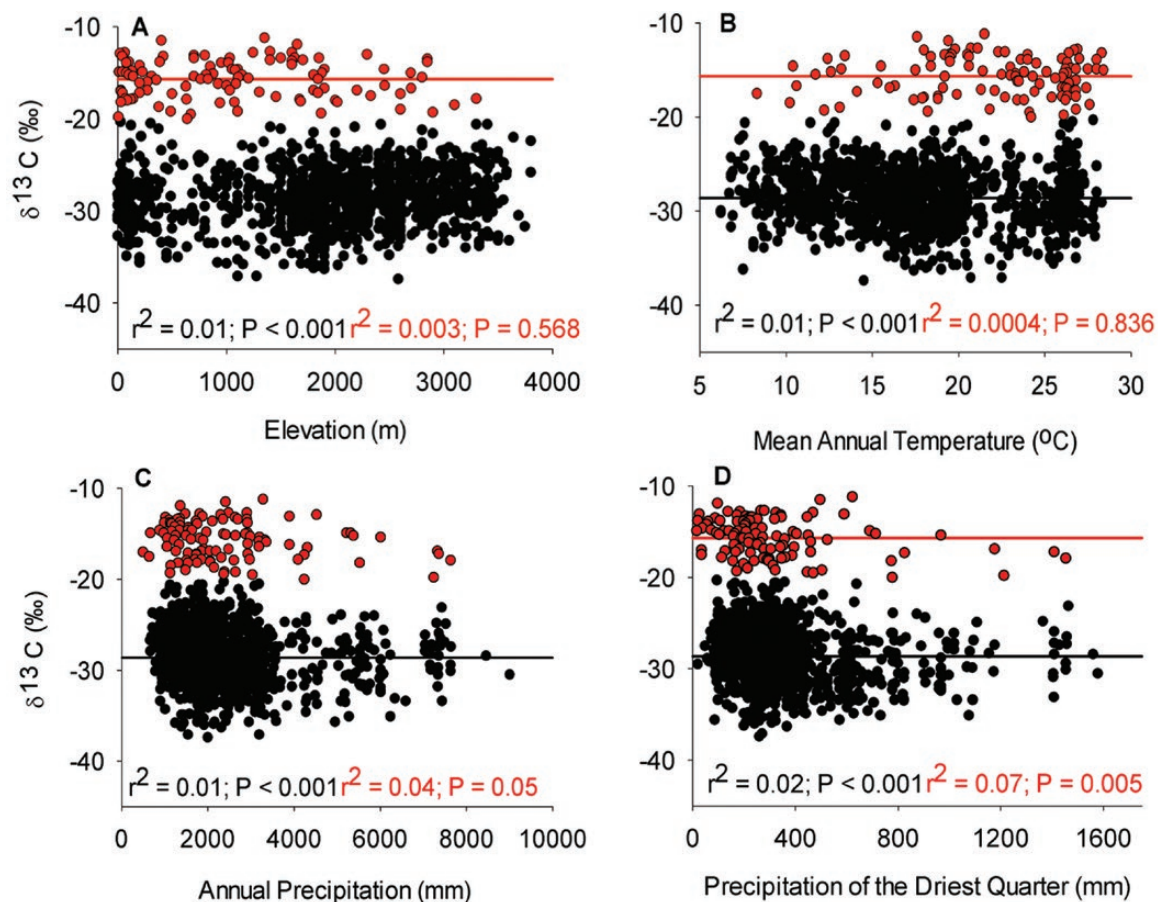 A
-10
-20
-30
-40
δ 13 C (‰)
r2 = 0.01; P < 0.001 r2 = 0.003; P = 0.568
0 1000 2000 3000 4000
Elevation (m)
B
-10
-20
-30
-40
r2 = 0.01; P < 0.001 r2 = 0.0004; P = 0.836
5 10 15 20 25 30
Mean Annual Temperature (oC)
C
-10
-20
-30
-40
δ 13 C (‰)
r2 = 0.01; P < 0.001 r2 = 0.04; P = 0.05
0 2000 4000 6000 8000 10000
Annual Precipitation (mm)
D
-10
-20
-30
-40
r2 = 0.02; P < 0.001 r2 = 0.07; P = 0.005
0 400 800 1200 1600
Precipitation of the Driest Quarter (mm)